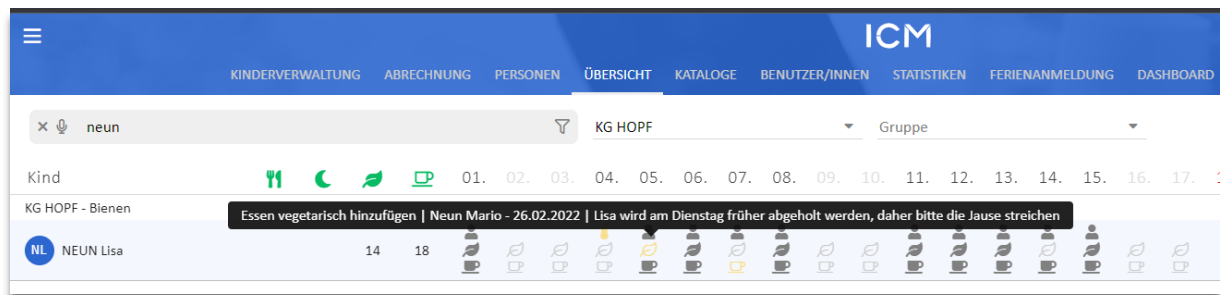 ICM
KINDERVERWALTUNG ABRECHNUNG PERSONEN ÜBERSICHT KATALOGE BENUTZER/INNEN STATISTIKEN FERIENANMELDUNG DASHBOARD
neun KG HOPF Gruppe
Kind 01. 02. 03. 04. 05. 06. 07. 08. 09. 10. 11. 12. 13. 14. 15. 16. 17.
KG HOPF - Bienen
Essen vegetarisch hinzufügen | Neun Mario - 26.02.2022 | Lisa wird am Dienstag früher abgeholt werden, daher bitte die Jause streichen
NL NEUN Lisa 14 18